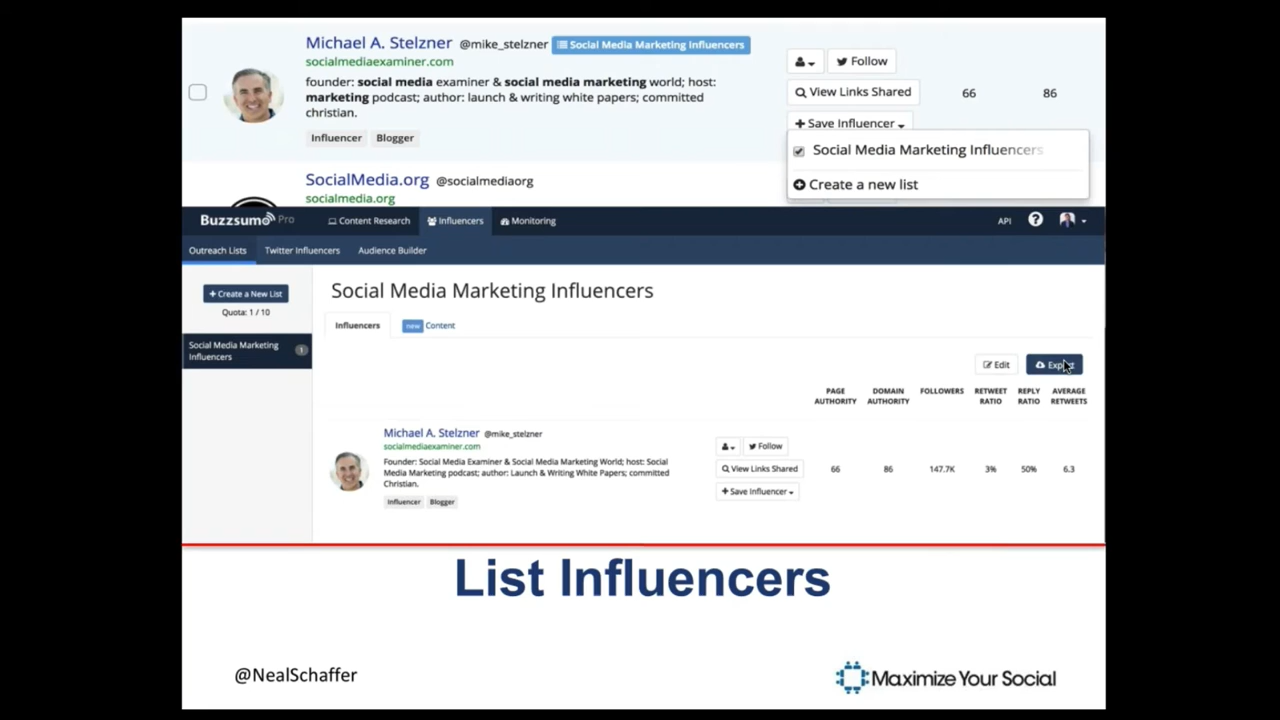 Michael A. Stelzner @mike_stelzner Social Media Marketing Influencers
socialmediaexaminer.com
founder: social media examiner & social media marketing world; host:
marketing podcast; author: launch & writing white papers; committed
christian.
Influencer Blogger
Follow
View Links Shared 66 86
+ Save Influencer
Social Media Marketing Influencers
Create a new list
SocialMedia.org @socialmediaorg
socialmedia.org
Buzzsumo Pro Content Research Influencers Monitoring API ?
Outreach Lists Twitter Influencers Audience Builder
+ Create a New List
Quota: 1 / 10
Social Media Marketing
Influencers 1
Social Media Marketing Influencers
Influencers new Content
Edit
PAGE AUTHORITY DOMAIN AUTHORITY FOLLOWERS RETWEET RATIO REPLY RATIO AVERAGE RETWEETS
Michael A. Stelzner @mike_stelzner
socialmediaexaminer.com
Founder: Social Media Examiner & Social Media Marketing World; host: Social
Media Marketing podcast; author: Launch & Writing White Papers; committed
Christian.
Influencer Blogger
Follow
View Links Shared 66 86 147.7K 3% 50% 6.3
+ Save Influencer
List Influencers
@NealSchaffer
Maximize Your Social